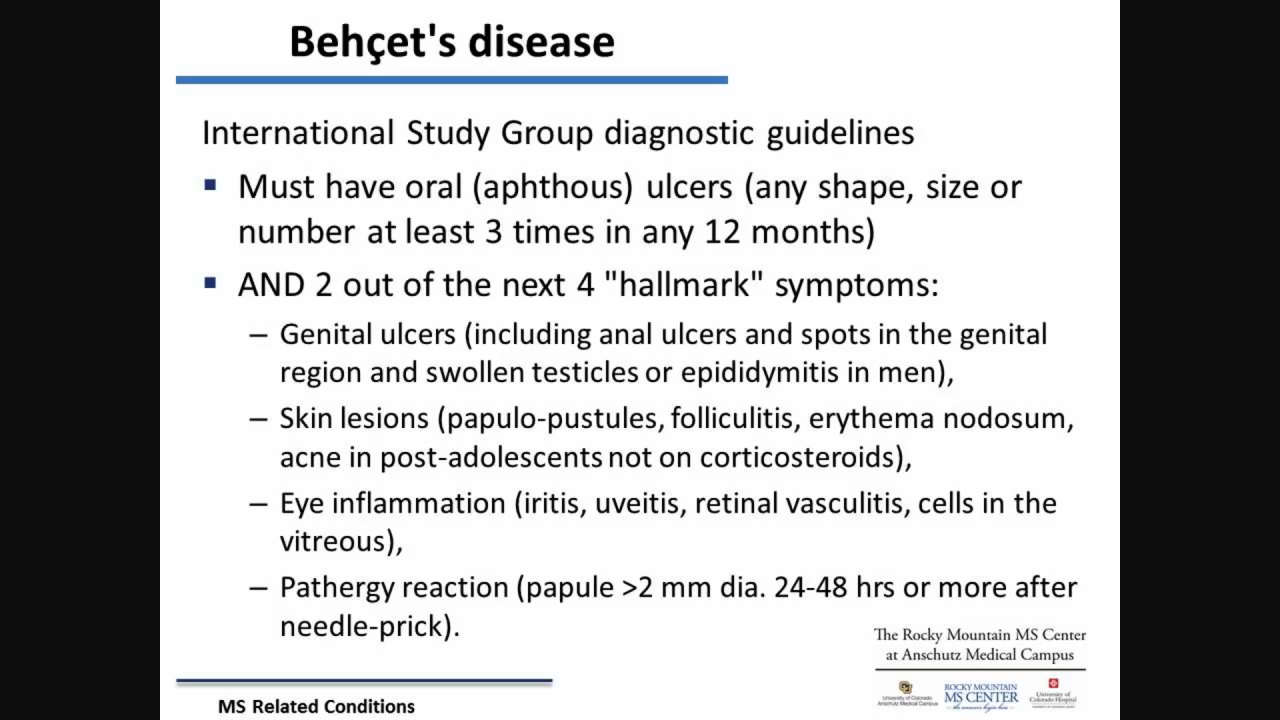 Behçet's disease
International Study Group diagnostic guidelines
▪ Must have oral (aphthous) ulcers (any shape, size or
number at least 3 times in any 12 months)
▪ AND 2 out of the next 4 "hallmark" symptoms:
– Genital ulcers (including anal ulcers and spots in the genital
region and swollen testicles or epididymitis in men),
– Skin lesions (papulo-pustules, folliculitis, erythema nodosum,
acne in post-adolescents not on corticosteroids),
– Eye inflammation (iritis, uveitis, retinal vasculitis, cells in the
vitreous),
– Pathergy reaction (papule >2 mm dia. 24-48 hrs or more after
needle-prick).
The Rocky Mountain MS Center
at Anschutz Medical Campus
University of Colorado
Anschutz Medical Campus
ROCKY MOUNTAIN
MS CENTER
University of
Colorado Hospital
MS Related Conditions